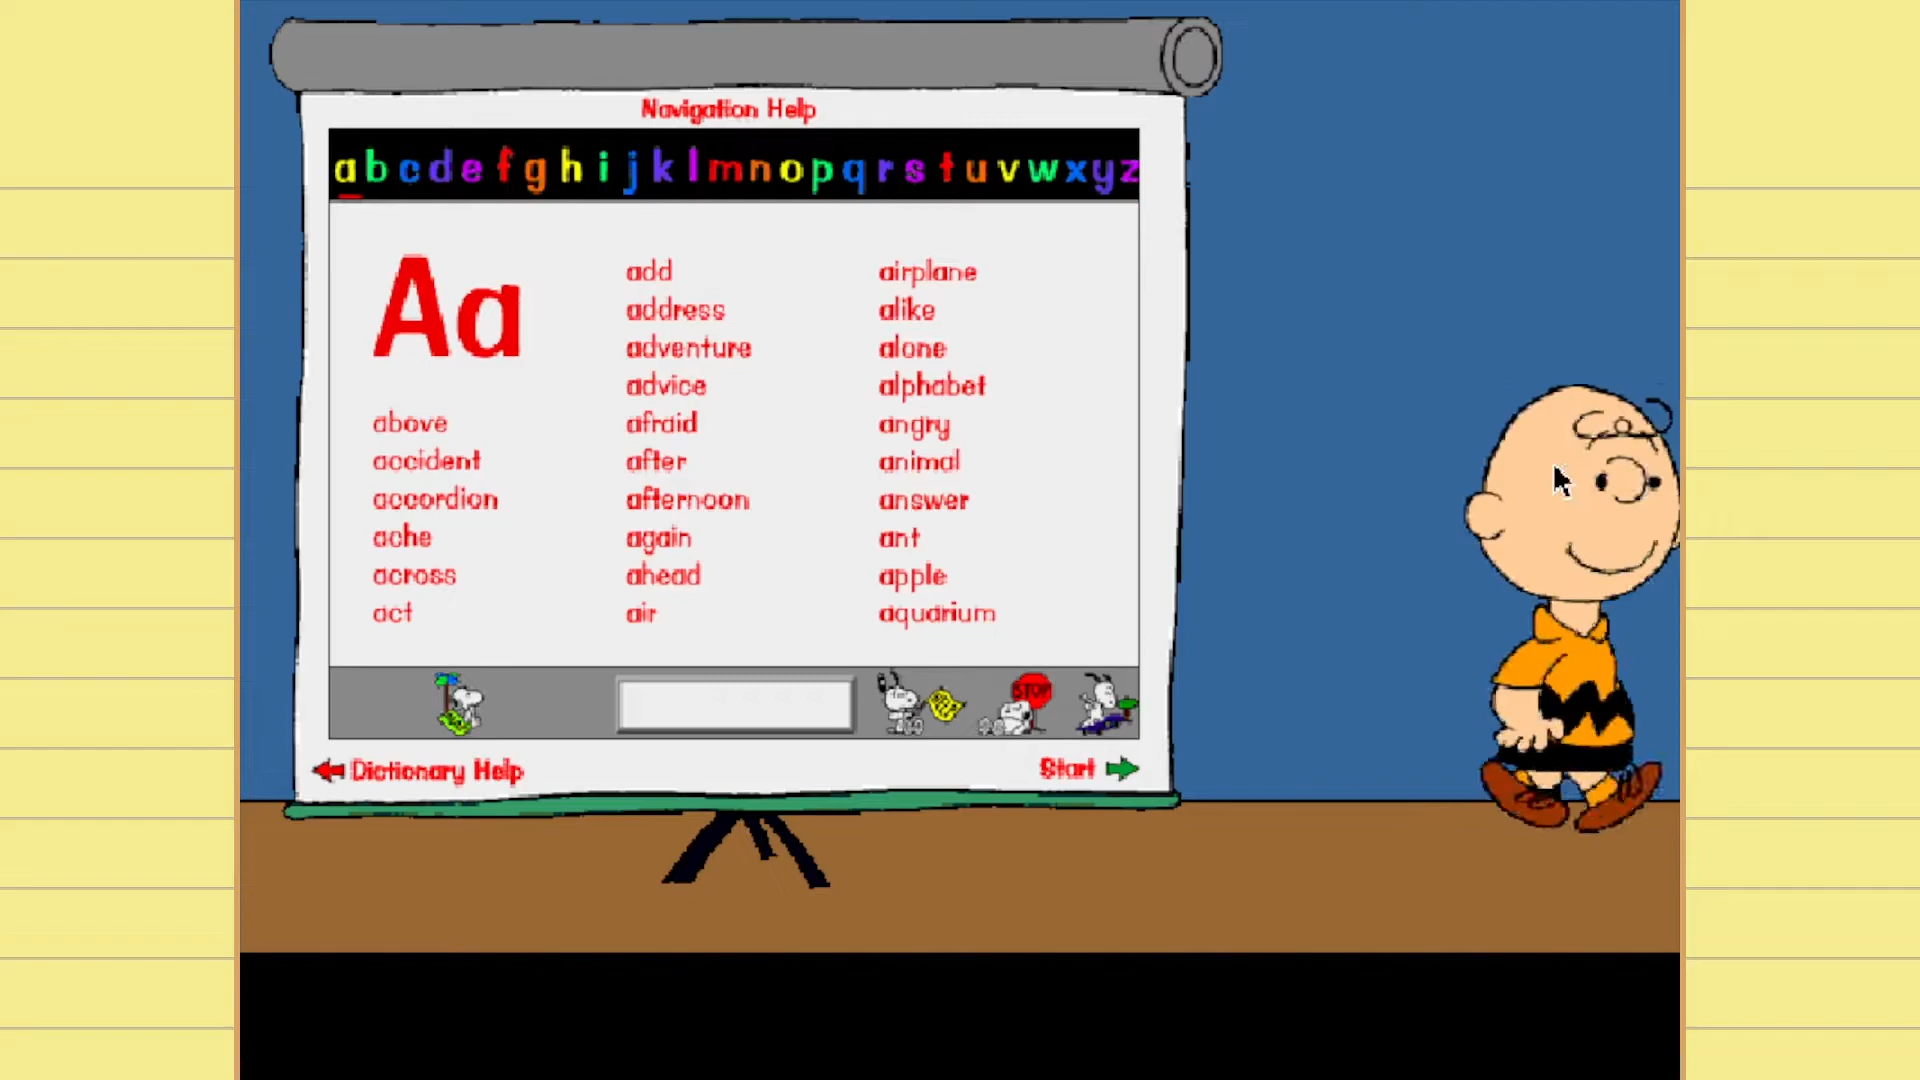 Navigation Help
a b c d e f g h i j k l m n o p q r s t u v w x y z
Aa
above
accident
accordion
ache
across
act
add
address
adventure
advice
afraid
after
afternoon
again
ahead
air
airplane
alike
alone
alphabet
angry
animal
answer
ant
apple
aquarium
STOP
Dictionary Help
Start